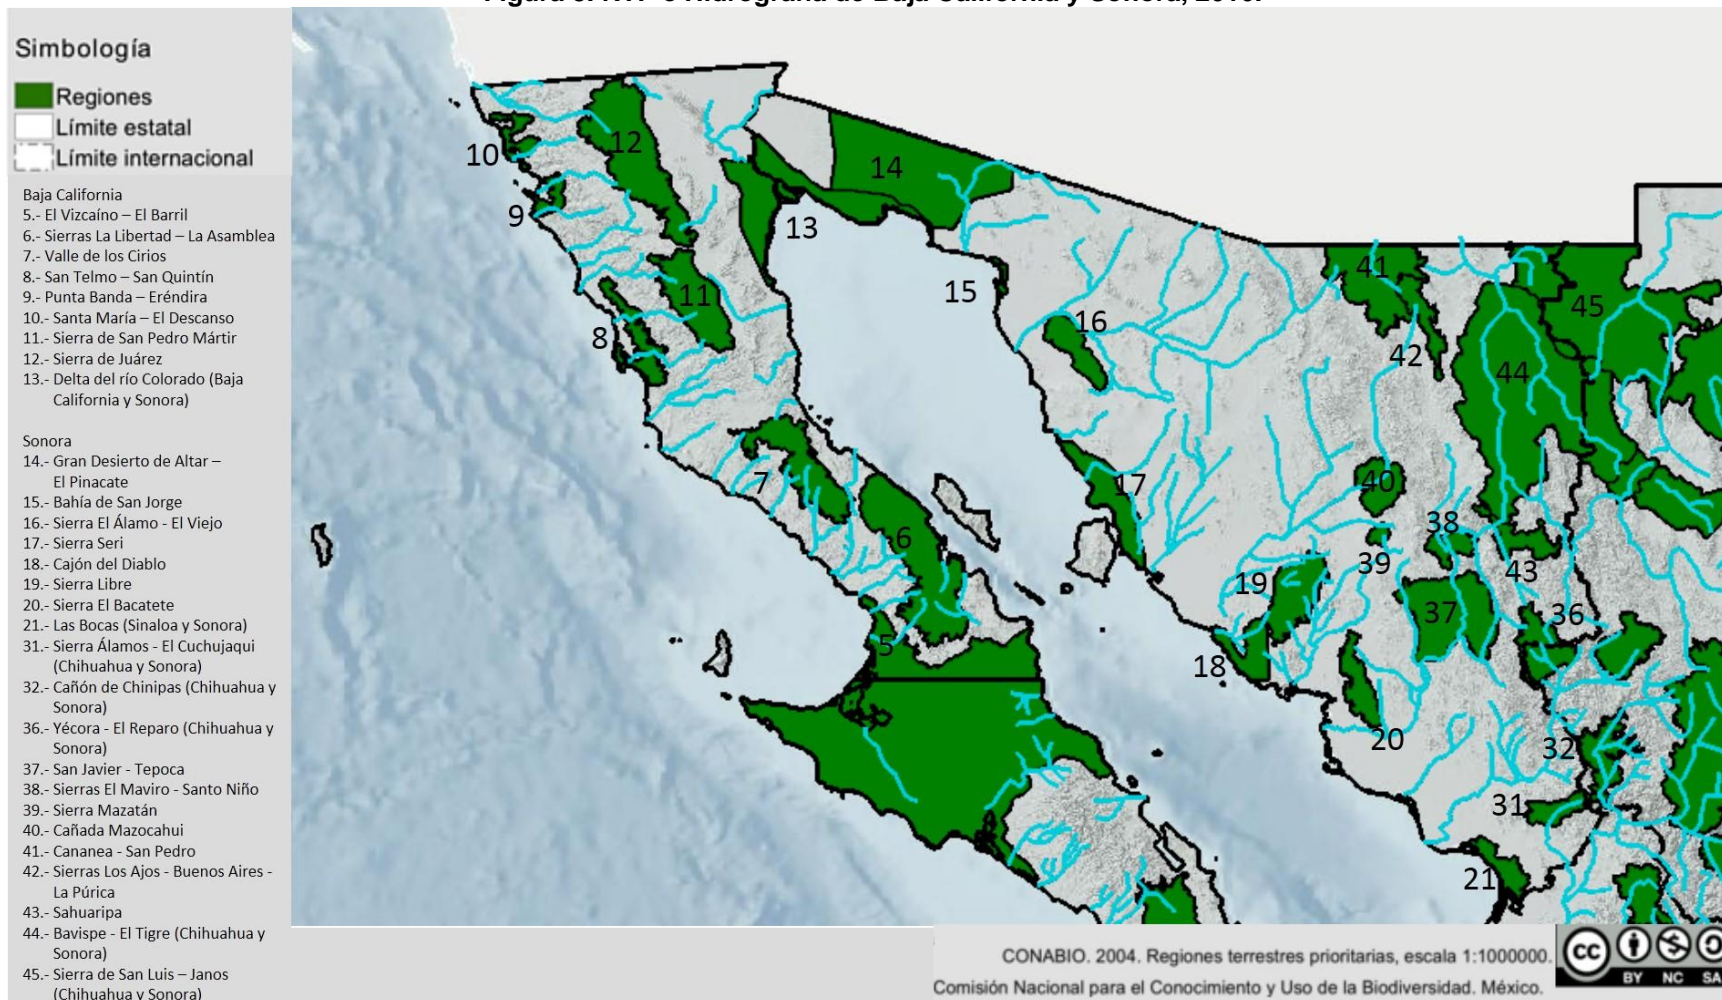 Simbología
Regiones
Límite estatal
Límite internacional
Baja California
5.- El Vizcaíno – El Barril
6.- Sierras La Libertad – La Asamblea
7.- Valle de los Cirios
8.- San Telmo – San Quintín
9.- Punta Banda – Eréndira
10.- Santa María – El Descanso
11.- Sierra de San Pedro Mártir
12.- Sierra de Juárez
13.- Delta del río Colorado (Baja
California y Sonora)
Sonora
14.- Gran Desierto de Altar –
El Pinacate
15.- Bahía de San Jorge
16.- Sierra El Álamo - El Viejo
17.- Sierra Seri
18.- Cajón del Diablo
19.- Sierra Libre
20.- Sierra El Bacatete
21.- Las Bocas (Sinaloa y Sonora)
31.- Sierra Álamos - El Cuchujaqui
(Chihuahua y Sonora)
32.- Cañón de Chinipas (Chihuahua y
Sonora)
36.- Yécora - El Reparo (Chihuahua y
Sonora)
37.- San Javier - Tepoca
38.- Sierras El Maviro - Santo Niño
39.- Sierra Mazatán
40.- Cañada Mazocahui
41.- Cananea - San Pedro
42.- Sierras Los Ajos - Buenos Aires -
La Púrica
43.- Sahuaripa
44.- Bavispe - El Tigre (Chihuahua y
Sonora)
45.- Sierra de San Luis – Janos
(Chihuahua y Sonora)
12
10
14
9
13
41
15
45
11
16
8
42
44
7
17
40
6
38
39
43
19
37
36
5
18
20
32
31
21
CONABIO. 2004. Regiones terrestres prioritarias, escala 1:1000000.
Comisión Nacional para el Conocimiento y Uso de la Biodiversidad. México.
cc
BY NC SA